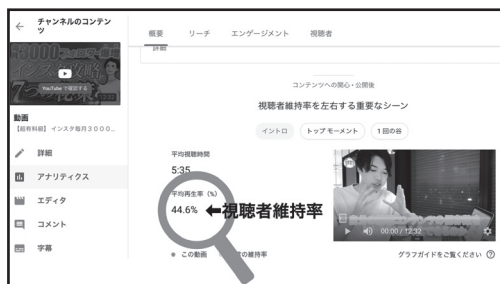 チャンネルのコンテン
ツ
YouTube で確認する
動画
【超有料級】インスタ毎月３０００…
詳細
アナリティクス
エディタ
コメント
字幕
概要 リーチ エンゲージメント 視聴者
詳細
コンテンツへの関心・公開後
視聴者維持率を左右する重要なシーン
イントロ トップ モーメント 1 回の谷
平均視聴時間
5:35
平均再生率（%）
44.6% ⬅視聴者維持率
00:00 / 12:32
この動画 の維持率
グラフガイドをご覧ください